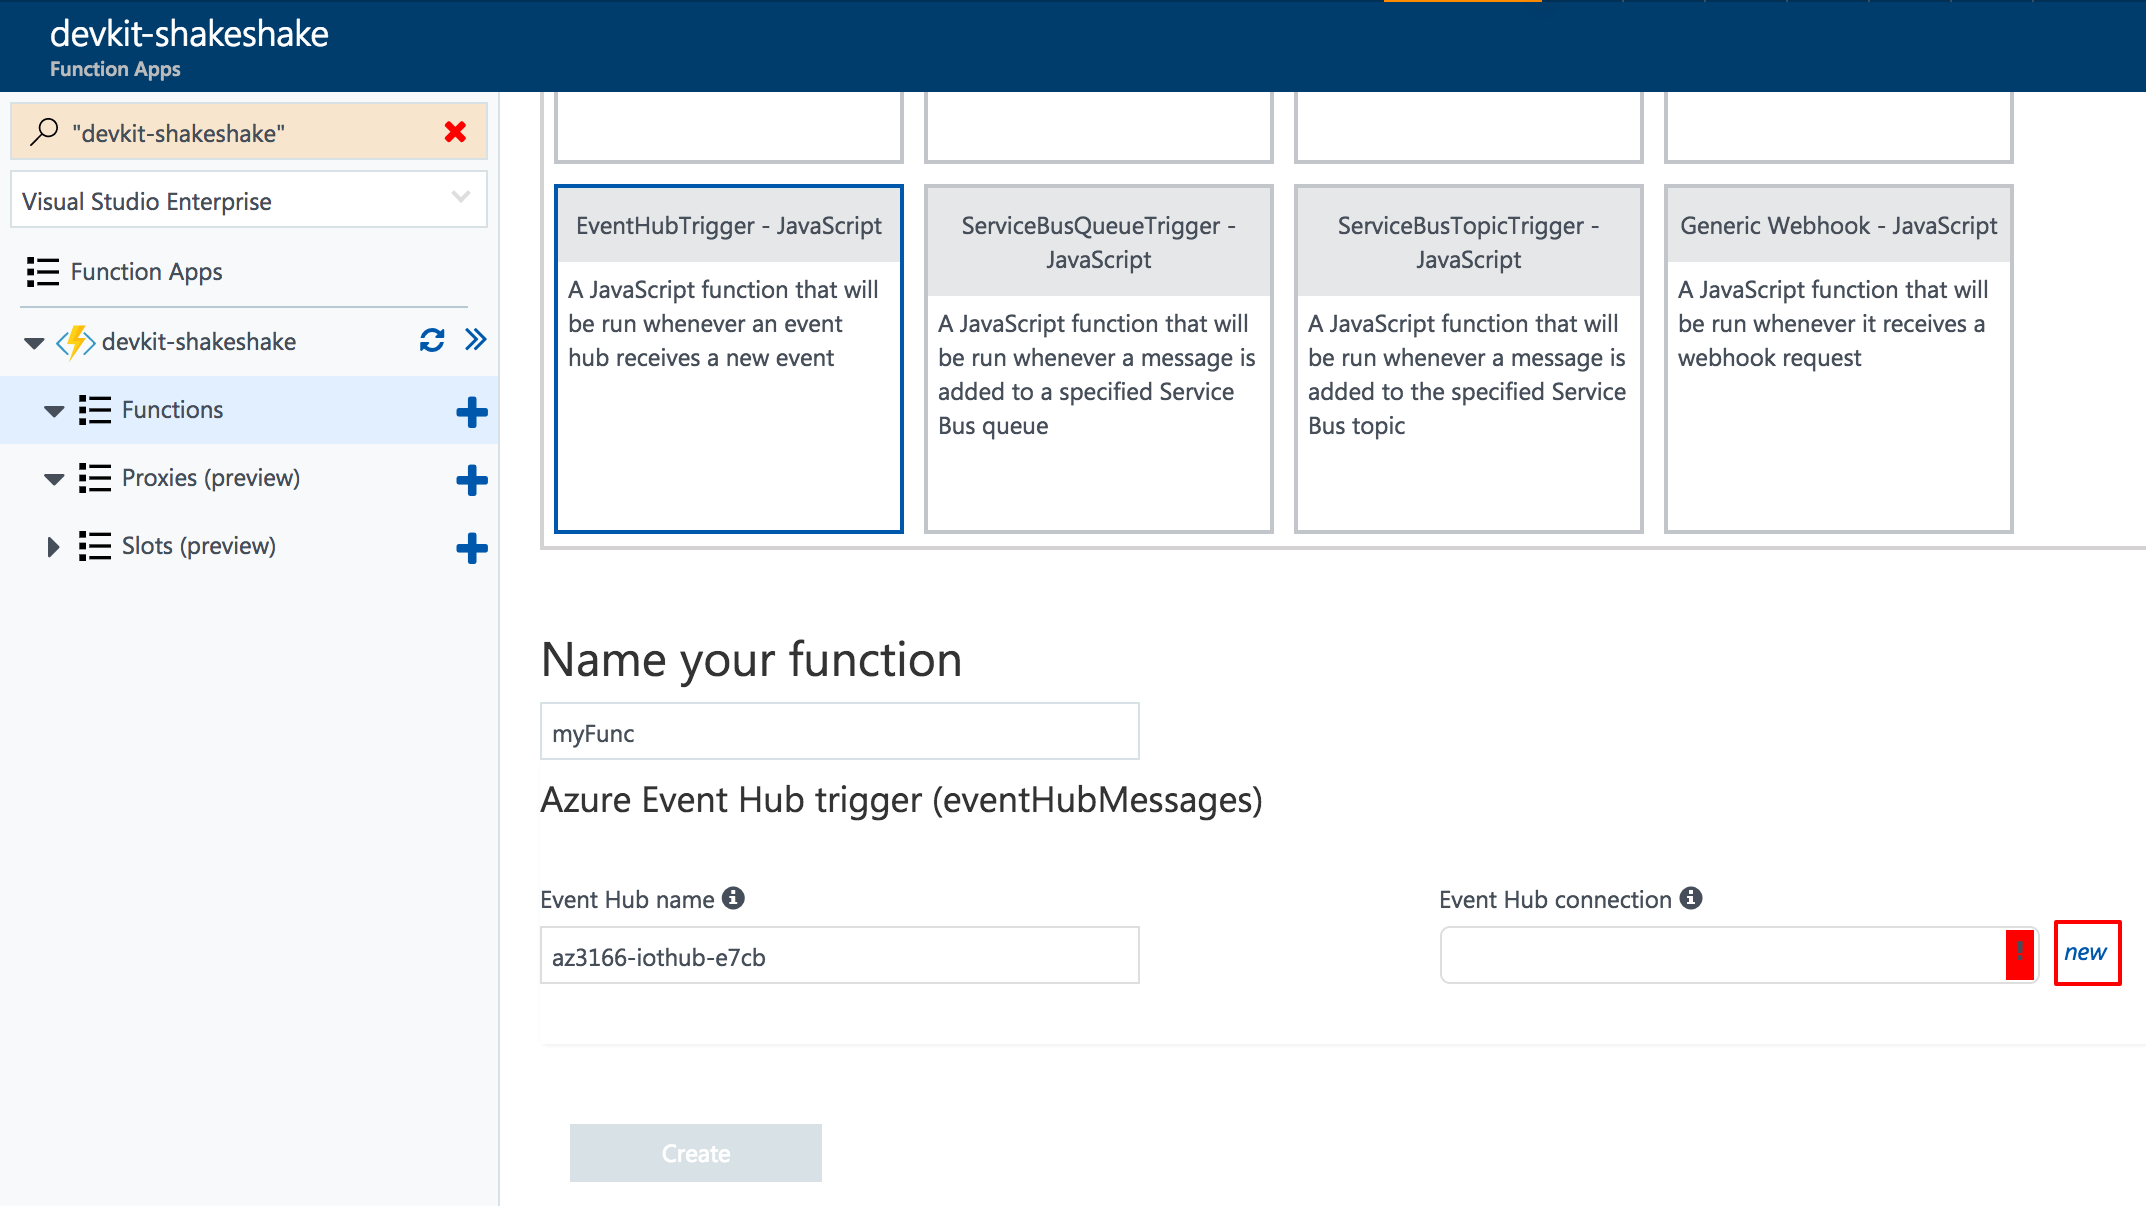 devkit-shakeshake
Function Apps
"devkit-shakeshake"
Visual Studio Enterprise
Function Apps
devkit-shakeshake
Functions
Proxies (preview)
Slots (preview)
EventHubTrigger - JavaScript
A JavaScript function that will
be run whenever an event
hub receives a new event
ServiceBusQueueTrigger -
JavaScript
A JavaScript function that will
be run whenever a message is
added to a specified Service
Bus queue
ServiceBusTopicTrigger -
JavaScript
A JavaScript function that will
be run whenever a message is
added to the specified Service
Bus topic
Generic Webhook - JavaScript
A JavaScript function that will
be run whenever it receives a
webhook request
Name your function
myFunc
Azure Event Hub trigger (eventHubMessages)
Event Hub name
az3166-iothub-e7cb
Event Hub connection
!
new
Create